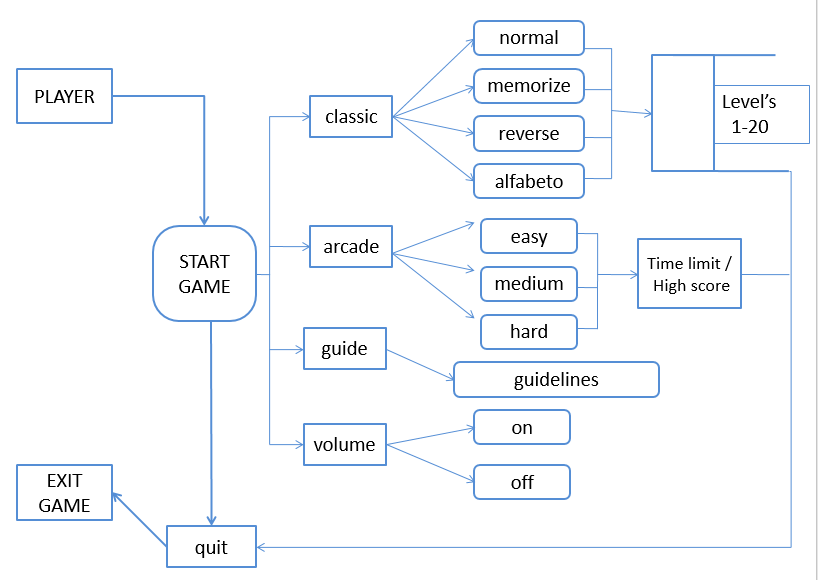 PLAYER
START
GAME
classic
normal
memorize
reverse
alfabeto
Level’s
1-20
arcade
easy
medium
hard
Time limit /
High score
guide
guidelines
volume
on
off
EXIT
GAME
quit